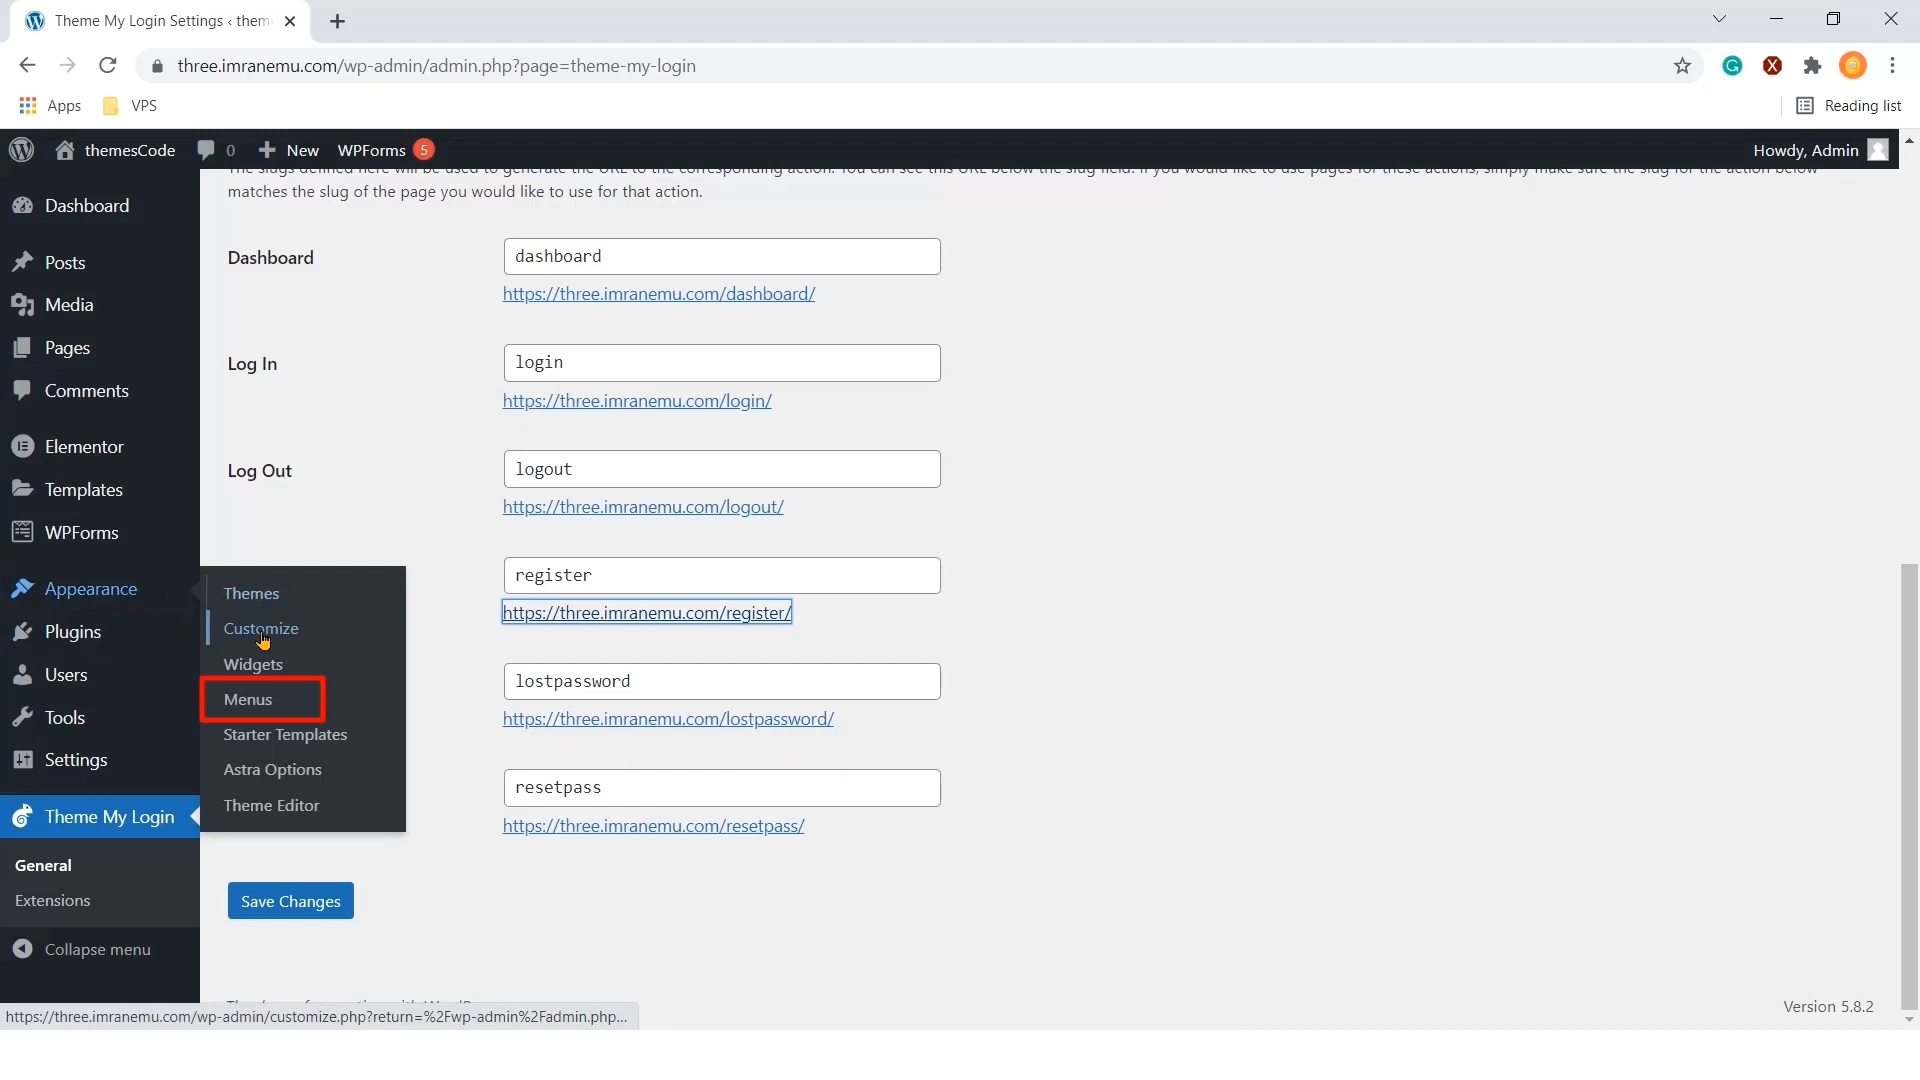 Theme My Login Settings ‹ them
three.imranemu.com/wp-admin/admin.php?page=theme-my-login
Apps
VPS
Reading list
themesCode
0
New
WPForms
5
Howdy, Admin
The slugs defined here will be used to generate the URL to the corresponding action. You can see this URL below the slug field. If you would like to use pages for these actions, simply make sure the slug for the action below
matches the slug of the page you would like to use for that action.
Dashboard
Posts
Media
Pages
Comments
Elementor
Templates
WPForms
Appearance
Plugins
Users
Tools
Settings
Theme My Login
General
Extensions
Collapse menu
Themes
Customize
Widgets
Menus
Starter Templates
Astra Options
Theme Editor
Dashboard
dashboard
https://three.imranemu.com/dashboard/
Log In
login
https://three.imranemu.com/login/
Log Out
logout
https://three.imranemu.com/logout/
register
https://three.imranemu.com/register/
lostpassword
https://three.imranemu.com/lostpassword/
resetpass
https://three.imranemu.com/resetpass/
Save Changes
Version 5.8.2
https://three.imranemu.com/wp-admin/customize.php?return=%2Fwp-admin%2Fadmin.php...